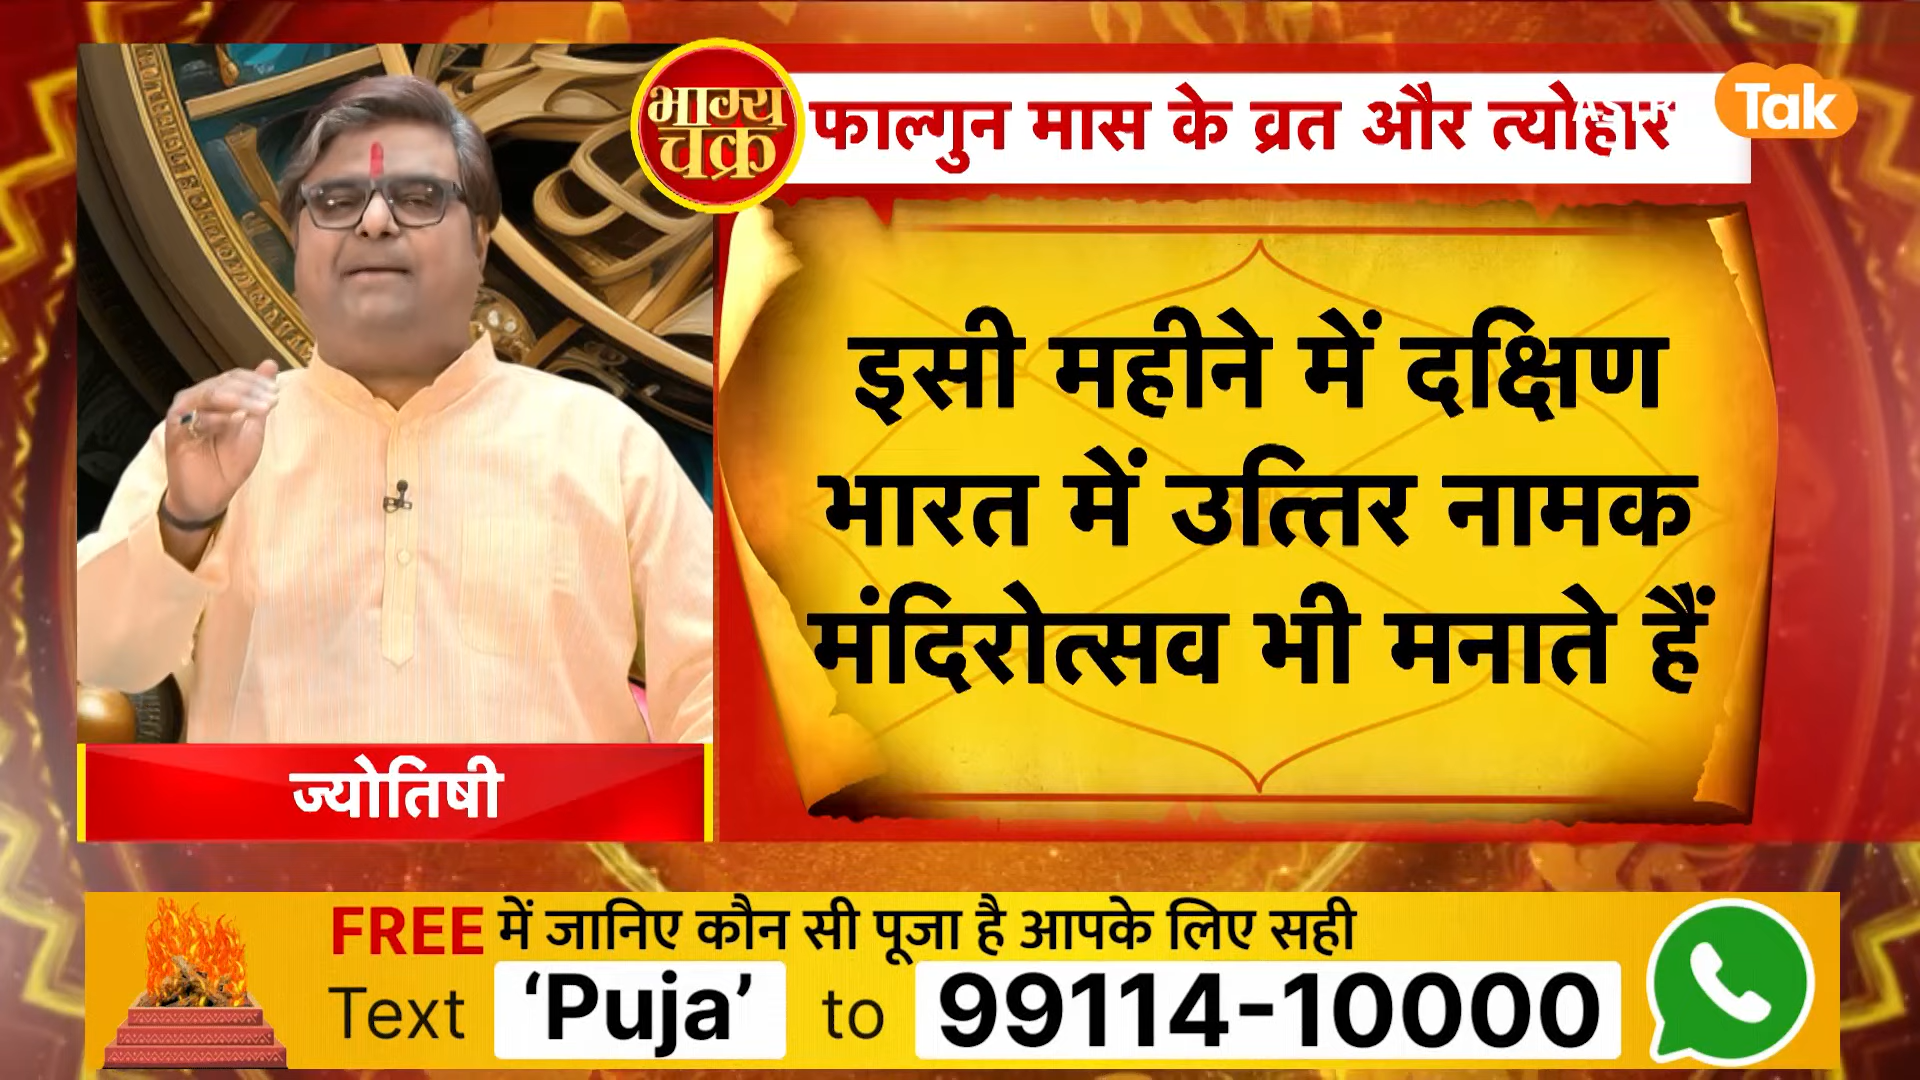 भाग्य
चक्र
फाल्गुन मास के व्रत और त्योहार
ASTRO Tak
इसी महीने में दक्षिण
भारत में उत्तिर नामक
मंदिरोत्सव भी मनाते हैं
ज्योतिषी
FREE में जानिए कौन सी पूजा है आपके लिए सही
Text ‘Puja’ to 99114-10000